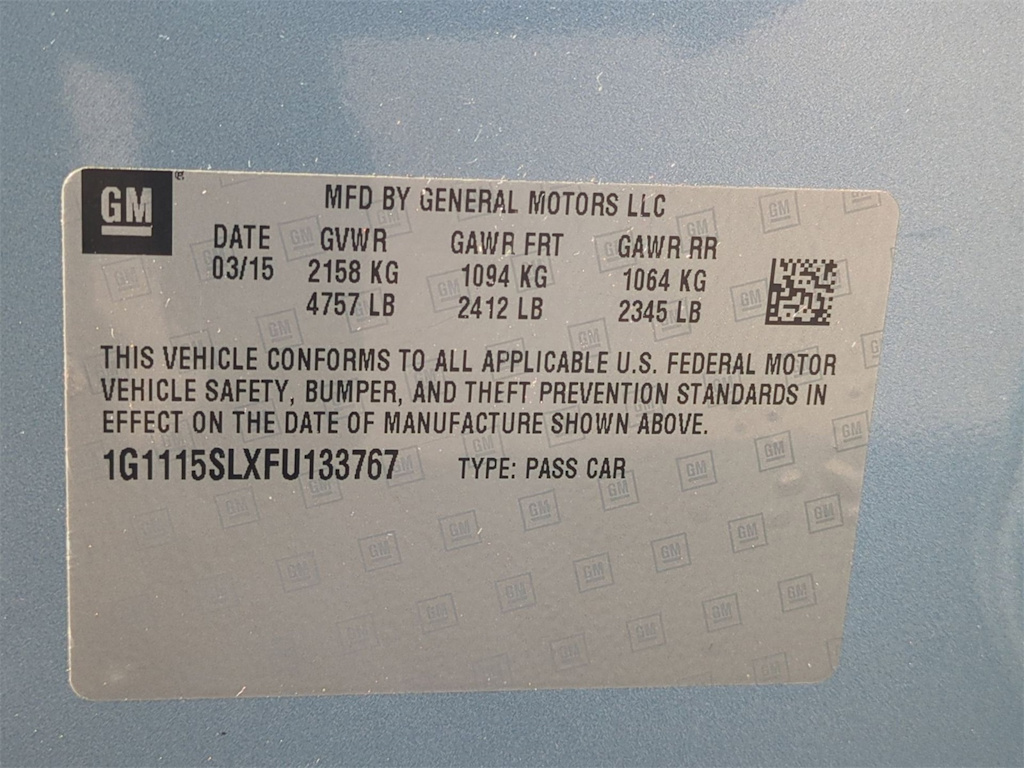 GM ® MFD BY GENERAL MOTORS LLC
DATE GVWR GAWR FRT GAWR RR
03/15 2158 KG 1094 KG 1064 KG
4757 LB 2412 LB 2345 LB
THIS VEHICLE CONFORMS TO ALL APPLICABLE U.S. FEDERAL MOTOR
VEHICLE SAFETY, BUMPER, AND THEFT PREVENTION STANDARDS IN
EFFECT ON THE DATE OF MANUFACTURE SHOWN ABOVE.
1G1115SLXFU133767 TYPE: PASS CAR